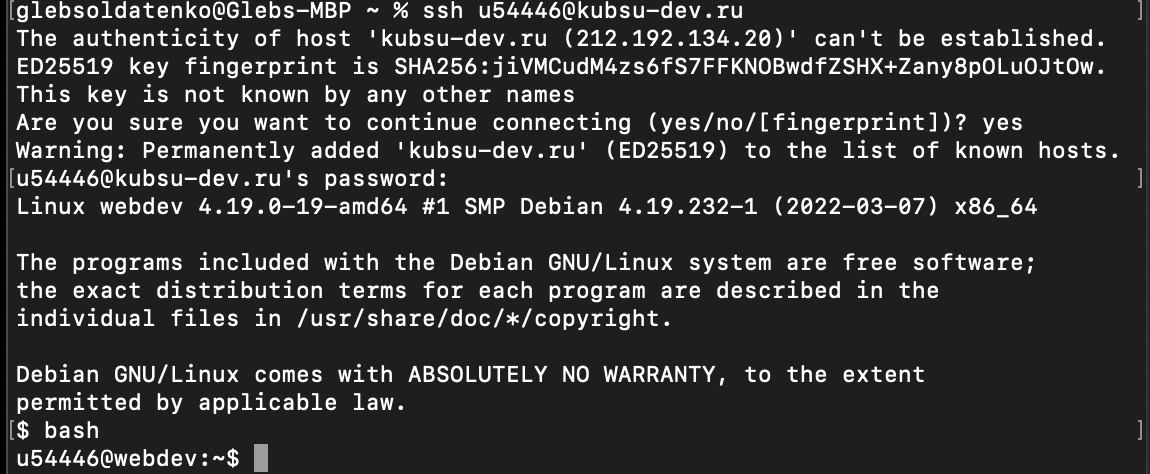 [glebsoldatenko@Glebs-MBP ~ % ssh u54446@kubsu-dev.ru ]
The authenticity of host 'kubsu-dev.ru (212.192.134.20)' can't be established.
ED25519 key fingerprint is SHA256:jiVMCudM4zs6fS7FFKNOBwdfZSHX+Zany8pOLuOJtOw.
This key is not known by any other names
Are you sure you want to continue connecting (yes/no/[fingerprint])? yes
Warning: Permanently added 'kubsu-dev.ru' (ED25519) to the list of known hosts.
[u54446@kubsu-dev.ru's password: ]
Linux webdev 4.19.0-19-amd64 #1 SMP Debian 4.19.232-1 (2022-03-07) x86_64
The programs included with the Debian GNU/Linux system are free software;
the exact distribution terms for each program are described in the
individual files in /usr/share/doc/*/copyright.
Debian GNU/Linux comes with ABSOLUTELY NO WARRANTY, to the extent
permitted by applicable law.
[$ bash ]
u54446@webdev:~$